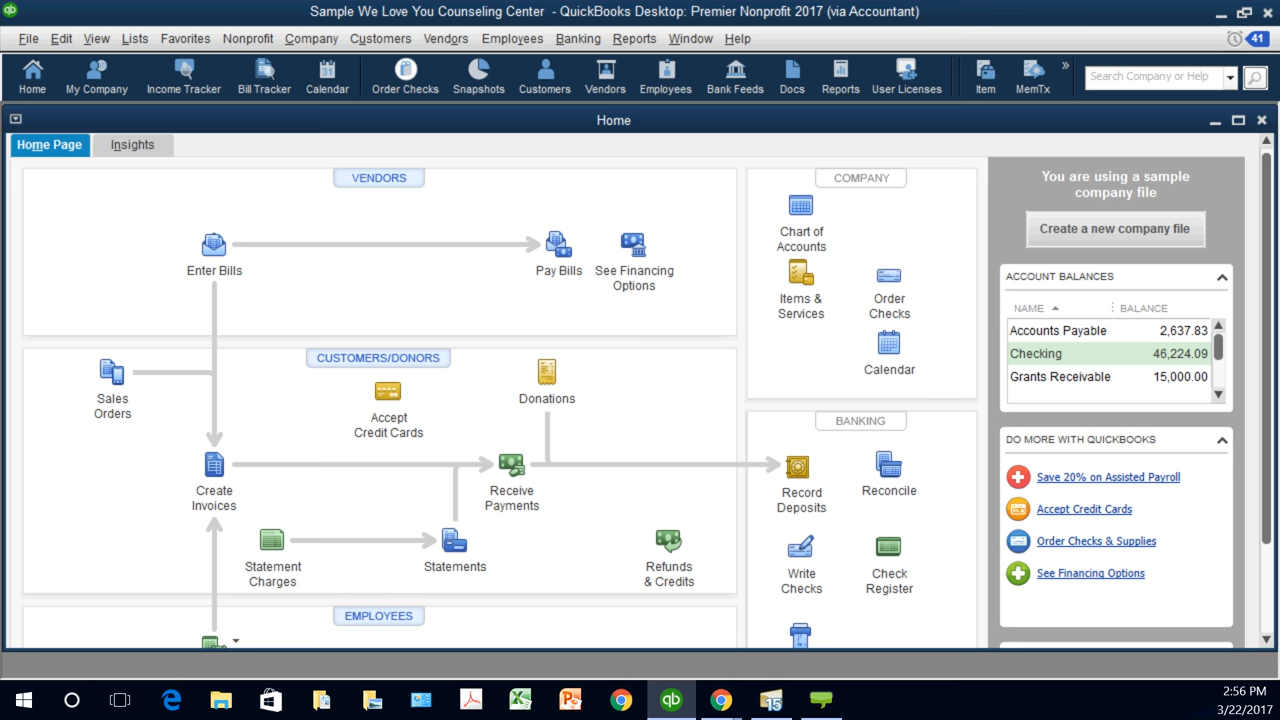 Sample We Love You Counseling Center - QuickBooks Desktop: Premier Nonprofit 2017 (via Accountant)
File Edit View Lists Favorites Nonprofit Company Customers Vendors Employees Banking Reports Window Help
41
Home My Company Income Tracker Bill Tracker Calendar Order Checks Snapshots Customers Vendors Employees Bank Feeds Docs Reports User Licenses Item MemTx » Search Company or Help
Home
Home Page Insights
VENDORS
Enter Bills
Pay Bills
See Financing
Options
CUSTOMERS/DONORS
Sales
Orders
Accept
Credit Cards
Donations
Create
Invoices
Receive
Payments
Statement
Charges
Statements
Refunds
& Credits
EMPLOYEES
COMPANY
Chart of
Accounts
Items &
Services
Order
Checks
Calendar
BANKING
Record
Deposits
Reconcile
Write
Checks
Check
Register
You are using a sample
company file
Create a new company file
ACCOUNT BALANCES
NAME BALANCE
Accounts Payable 2,637.83
Checking 46,224.09
Grants Receivable 15,000.00
DO MORE WITH QUICKBOOKS
Save 20% on Assisted Payroll
Accept Credit Cards
Order Checks & Supplies
See Financing Options
2:56 PM
3/22/2017